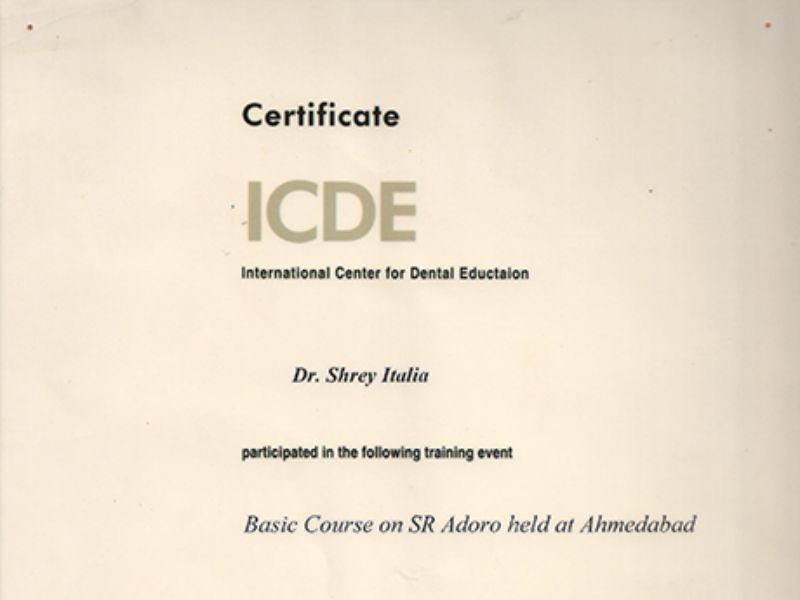 Certificate
ICDE
International Center for Dental Eductaion
Dr. Shrey Italia
participated in the following training event
Basic Course on SR Adoro held at Ahmedabad